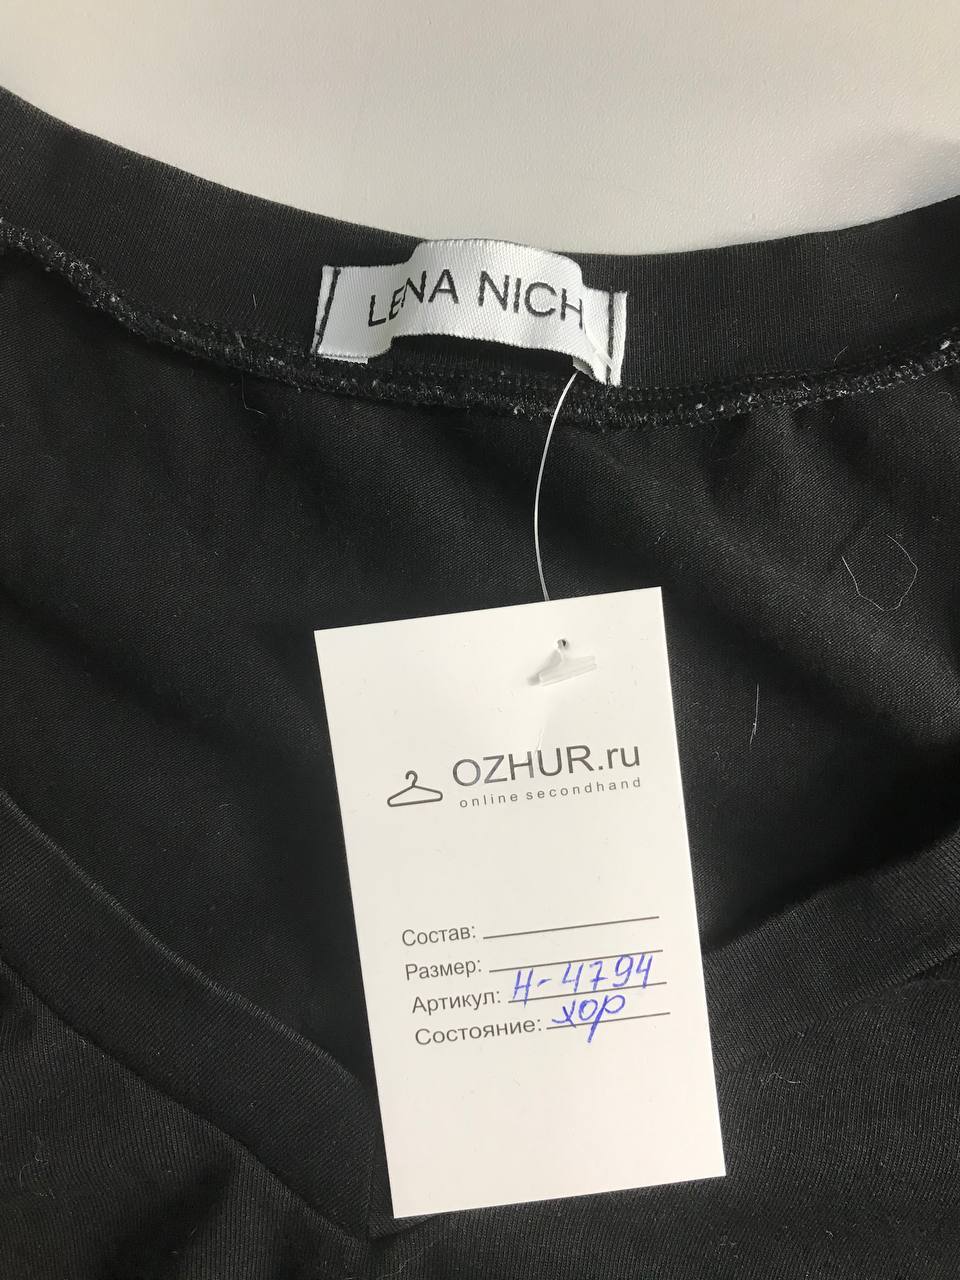 LENA NICH
OZHUR.ru
online secondhand
Состав:
Размер:
Артикул: Н-4794
Состояние: хор